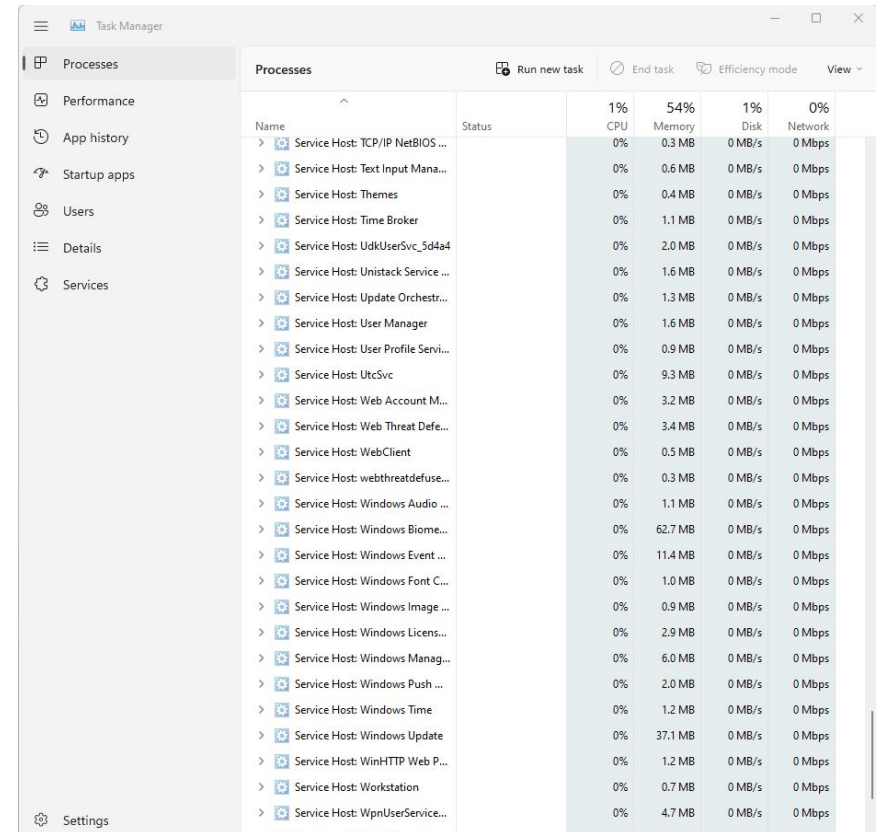 Task Manager
Processes
Performance
App history
Startup apps
Users
Details
Services
Settings
Processes Run new task End task Efficiency mode View
1% 54% 1% 0%
Name Status CPU Memory Disk Network
Service Host: TCP/IP NetBIOS ... 0% 0.3 MB 0 MB/s 0 Mbps
Service Host: Text Input Mana... 0% 0.6 MB 0 MB/s 0 Mbps
Service Host: Themes 0% 0.4 MB 0 MB/s 0 Mbps
Service Host: Time Broker 0% 1.1 MB 0 MB/s 0 Mbps
Service Host: UdkUserSvc_5d4a4 0% 2.0 MB 0 MB/s 0 Mbps
Service Host: Unistack Service ... 0% 1.6 MB 0 MB/s 0 Mbps
Service Host: Update Orchestr... 0% 1.3 MB 0 MB/s 0 Mbps
Service Host: User Manager 0% 1.6 MB 0 MB/s 0 Mbps
Service Host: User Profile Servi... 0% 0.9 MB 0 MB/s 0 Mbps
Service Host: UtcSvc 0% 9.3 MB 0 MB/s 0 Mbps
Service Host: Web Account M... 0% 3.2 MB 0 MB/s 0 Mbps
Service Host: Web Threat Defe... 0% 3.4 MB 0 MB/s 0 Mbps
Service Host: WebClient 0% 0.5 MB 0 MB/s 0 Mbps
Service Host: webthreatdefuse... 0% 0.3 MB 0 MB/s 0 Mbps
Service Host: Windows Audio ... 0% 1.1 MB 0 MB/s 0 Mbps
Service Host: Windows Biome... 0% 62.7 MB 0 MB/s 0 Mbps
Service Host: Windows Event ... 0% 11.4 MB 0 MB/s 0 Mbps
Service Host: Windows Font C... 0% 1.0 MB 0 MB/s 0 Mbps
Service Host: Windows Image ... 0% 0.9 MB 0 MB/s 0 Mbps
Service Host: Windows Licens... 0% 2.9 MB 0 MB/s 0 Mbps
Service Host: Windows Manag... 0% 6.0 MB 0 MB/s 0 Mbps
Service Host: Windows Push ... 0% 2.0 MB 0 MB/s 0 Mbps
Service Host: Windows Time 0% 1.2 MB 0 MB/s 0 Mbps
Service Host: Windows Update 0% 37.1 MB 0 MB/s 0 Mbps
Service Host: WinHTTP Web P... 0% 1.2 MB 0 MB/s 0 Mbps
Service Host: Workstation 0% 0.7 MB 0 MB/s 0 Mbps
Service Host: WpnUserService... 0% 4.7 MB 0 MB/s 0 Mbps